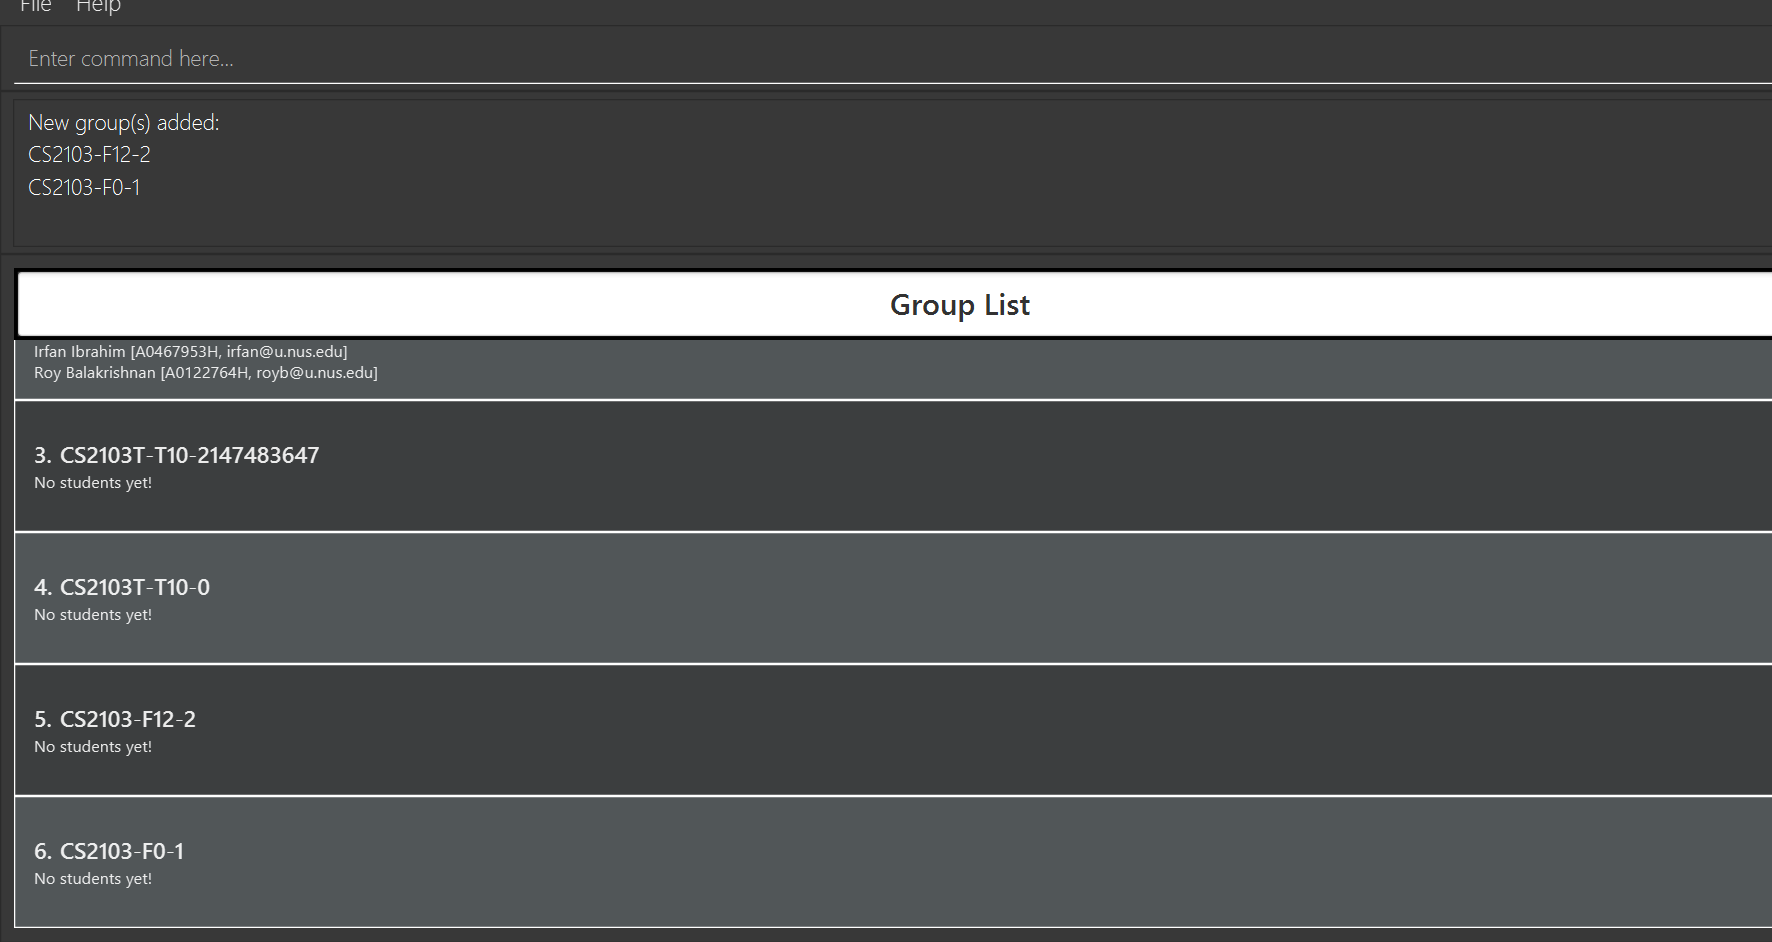 File Help
Enter command here...
New group(s) added:
CS2103-F12-2
CS2103-F0-1
Group List
Irfan Ibrahim [A0467953H, irfan@u.nus.edu]
Roy Balakrishnan [A0122764H, royb@u.nus.edu]
3. CS2103T-T10-2147483647
No students yet!
4. CS2103T-T10-0
No students yet!
5. CS2103-F12-2
No students yet!
6. CS2103-F0-1
No students yet!